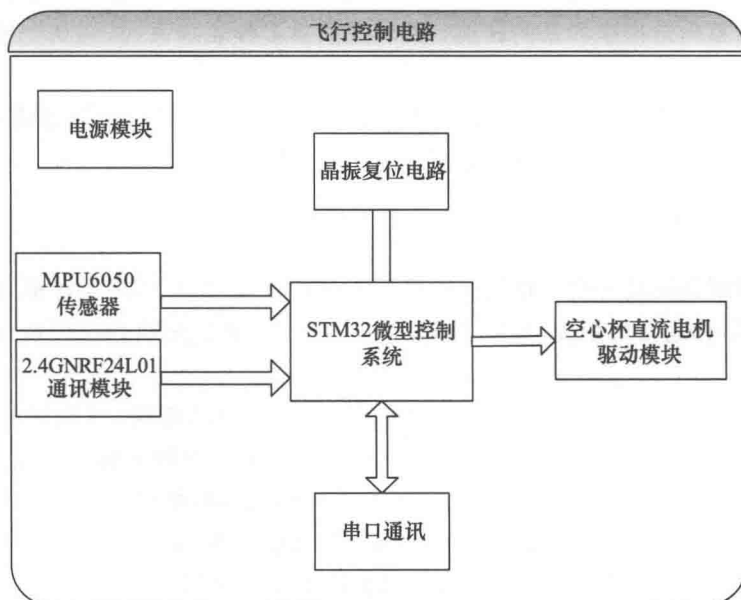 飞行控制电路
电源模块
晶振复位电路
MPU6050
传感器
2.4GNRF24L01
通讯模块
STM32微型控制
系统
空心杯直流电机
驱动模块
串口通讯